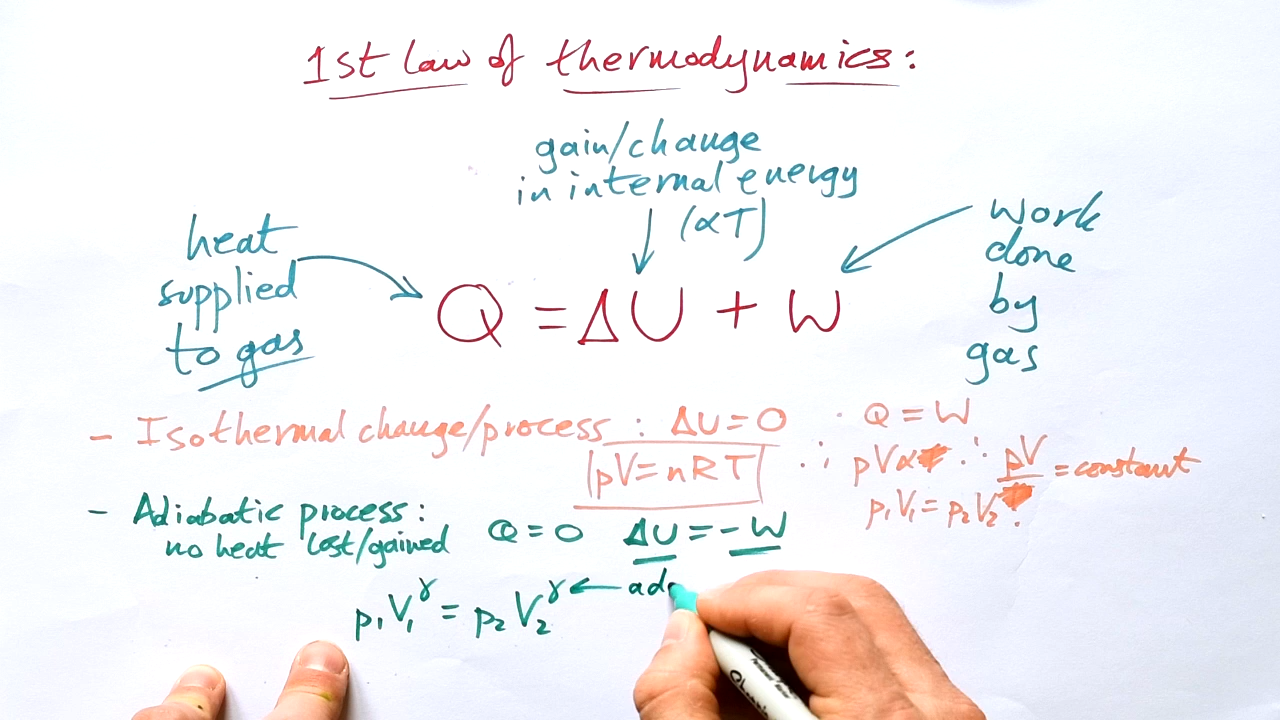 1st law of thermodynamics:
gain/change
in internal energy
(∝T)
heat
supplied
to gas
work
done
by
gas
Q = ΔU + W
- Isothermal change/process : ΔU = 0 · Q = W
pV = nRT ∴ pV∝ ∴ pV = constant
p₁V₁ = p₂V₂ .
- Adiabatic process :
no heat lost/gained Q = 0 ΔU = - W
p₁V₁^γ = p₂V₂^γ ← ad